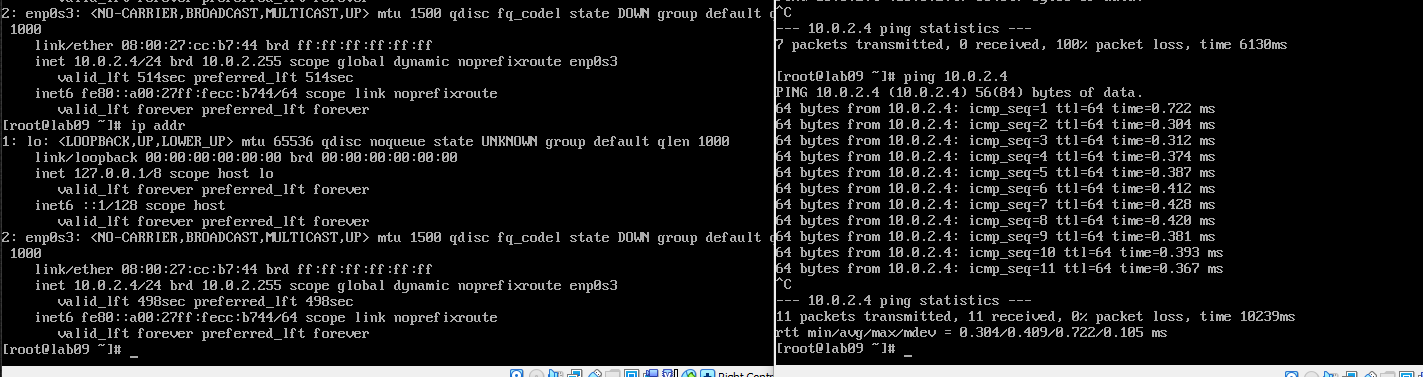 valid_lft forever preferred_lft forever
2: enp0s3: <NO-CARRIER,BROADCAST,MULTICAST,UP> mtu 1500 qdisc fq_codel state DOWN group default q
1000
link/ether 08:00:27:cc:b7:44 brd ff:ff:ff:ff:ff:ff
inet 10.0.2.4/24 brd 10.0.2.255 scope global dynamic noprefixroute enp0s3
valid_lft 514sec preferred_lft 514sec
inet6 fe80::a00:27ff:fecc:b744/64 scope link noprefixroute
valid_lft forever preferred_lft forever
[root@lab09 ~]# ip addr
1: lo: <LOOPBACK,UP,LOWER_UP> mtu 65536 qdisc noqueue state UNKNOWN group default qlen 1000
link/loopback 00:00:00:00:00:00 brd 00:00:00:00:00:00
inet 127.0.0.1/8 scope host lo
valid_lft forever preferred_lft forever
inet6 ::1/128 scope host
valid_lft forever preferred_lft forever
2: enp0s3: <NO-CARRIER,BROADCAST,MULTICAST,UP> mtu 1500 qdisc fq_codel state DOWN group default q
1000
link/ether 08:00:27:cc:b7:44 brd ff:ff:ff:ff:ff:ff
inet 10.0.2.4/24 brd 10.0.2.255 scope global dynamic noprefixroute enp0s3
valid_lft 498sec preferred_lft 498sec
inet6 fe80::a00:27ff:fecc:b744/64 scope link noprefixroute
valid_lft forever preferred_lft forever
[root@lab09 ~]# _
Right Contr
^C
--- 10.0.2.4 ping statistics ---
7 packets transmitted, 0 received, 100% packet loss, time 6130ms
[root@lab09 ~]# ping 10.0.2.4
PING 10.0.2.4 (10.0.2.4) 56(84) bytes of data.
64 bytes from 10.0.2.4: icmp_seq=1 ttl=64 time=0.722 ms
64 bytes from 10.0.2.4: icmp_seq=2 ttl=64 time=0.304 ms
64 bytes from 10.0.2.4: icmp_seq=3 ttl=64 time=0.312 ms
64 bytes from 10.0.2.4: icmp_seq=4 ttl=64 time=0.374 ms
64 bytes from 10.0.2.4: icmp_seq=5 ttl=64 time=0.387 ms
64 bytes from 10.0.2.4: icmp_seq=6 ttl=64 time=0.412 ms
64 bytes from 10.0.2.4: icmp_seq=7 ttl=64 time=0.428 ms
64 bytes from 10.0.2.4: icmp_seq=8 ttl=64 time=0.420 ms
64 bytes from 10.0.2.4: icmp_seq=9 ttl=64 time=0.381 ms
64 bytes from 10.0.2.4: icmp_seq=10 ttl=64 time=0.393 ms
64 bytes from 10.0.2.4: icmp_seq=11 ttl=64 time=0.367 ms
^C
--- 10.0.2.4 ping statistics ---
11 packets transmitted, 11 received, 0% packet loss, time 10239ms
rtt min/avg/max/mdev = 0.304/0.409/0.722/0.105 ms
[root@lab09 ~]# _